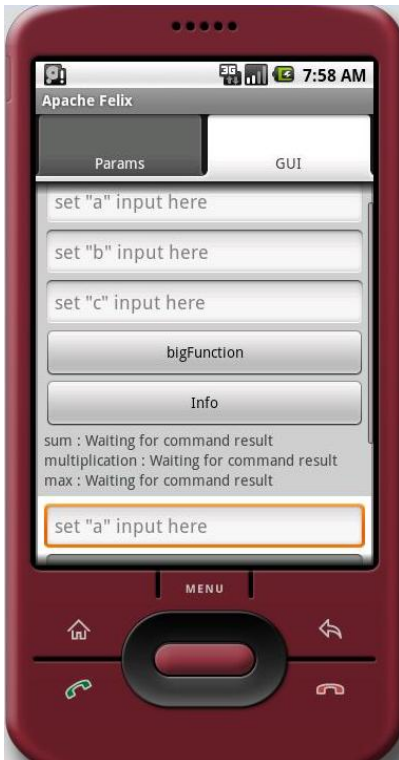 3G 7:58 AM
Apache Felix
Params GUI
set "a" input here
set "b" input here
set "c" input here
bigFunction
Info
sum : Waiting for command result
multiplication : Waiting for command result
max : Waiting for command result
set "a" input here
MENU